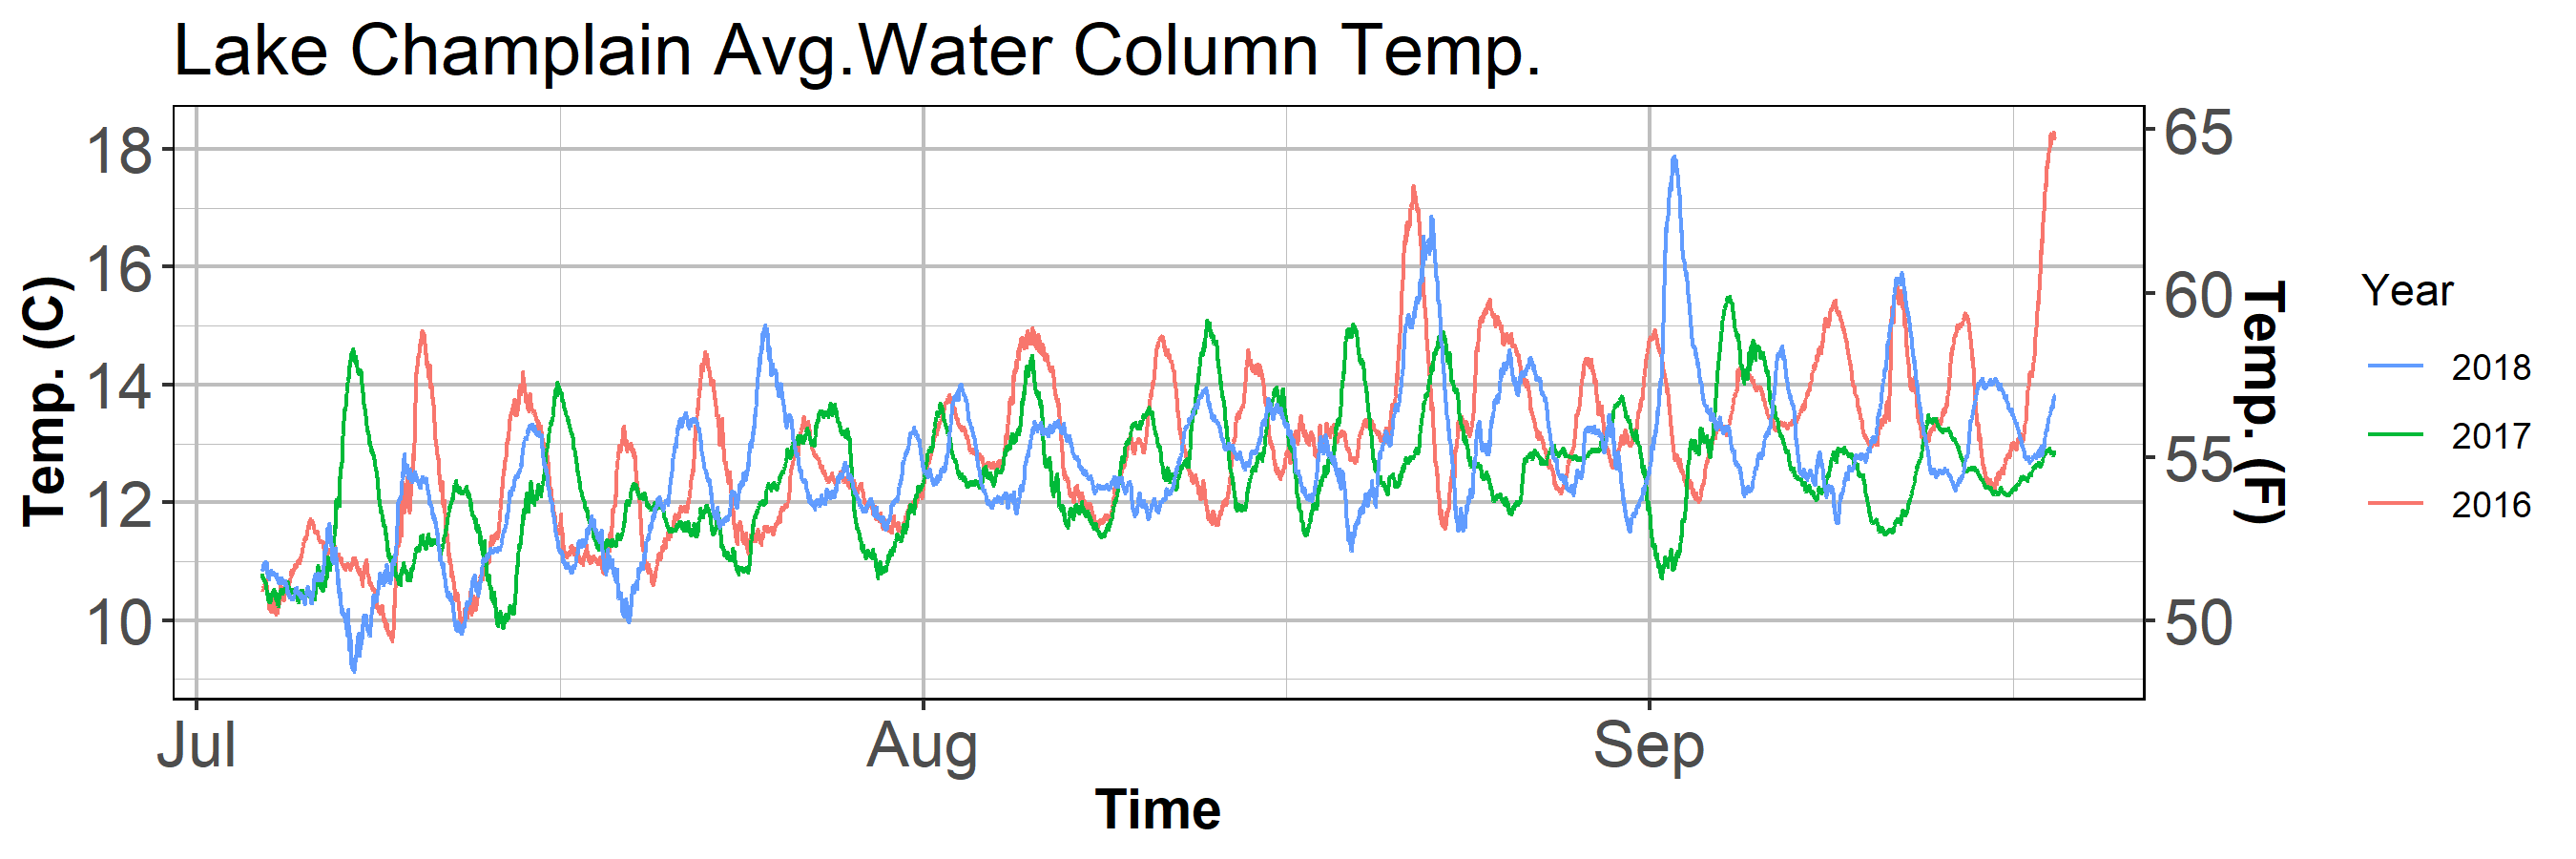 Lake Champlain Avg.Water Column Temp.
18
16
14
12
10
Temp. (C)
65
60
55
50
Temp. (F)
Jul
Aug
Sep
Time
Year
2018
2017
2016